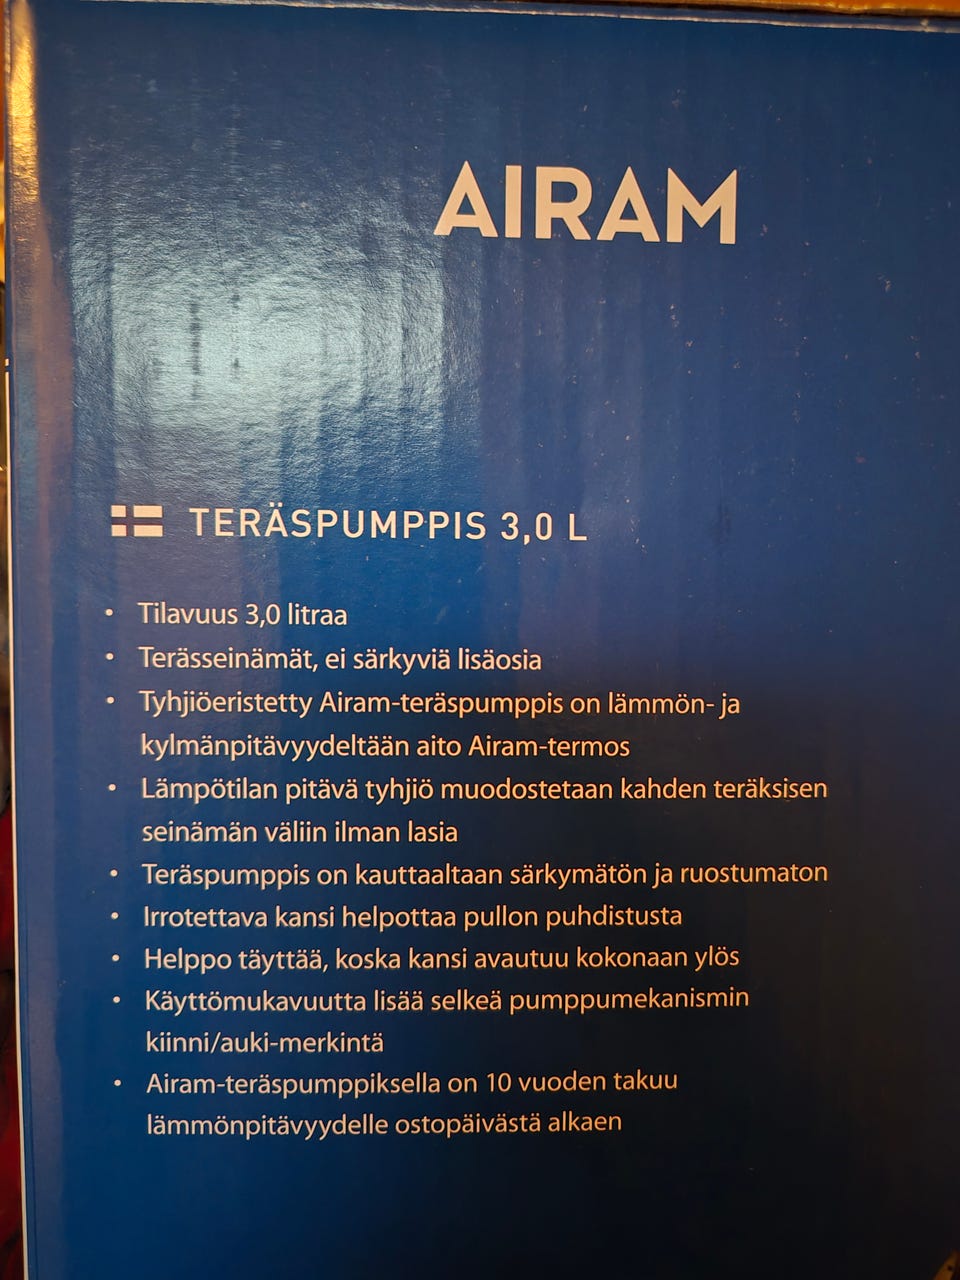 AIRAM
TERÄSPUMPPIS 3,0 L
• Tilavuus 3,0 litraa
• Terässeinämät, ei särkyviä lisäosia
• Tyhjiöeristetty Airam-teräspumppis on lämmön- ja
kylmänpitävyydeltään aito Airam-termos
• Lämpötilan pitävä tyhjiö muodostetaan kahden teräksisen
seinämän väliin ilman lasia
• Teräspumppis on kauttaaltaan särkymätön ja ruostumaton
• Irrotettava kansi helpottaa pullon puhdistusta
• Helppo täyttää, koska kansi avautuu kokonaan ylös
• Käyttömukavuutta lisää selkeä pumppumekanismin
kiinni/auki-merkintä
• Airam-teräspumppiksella on 10 vuoden takuu
lämmönpitävyydelle ostopäivästä alkaen